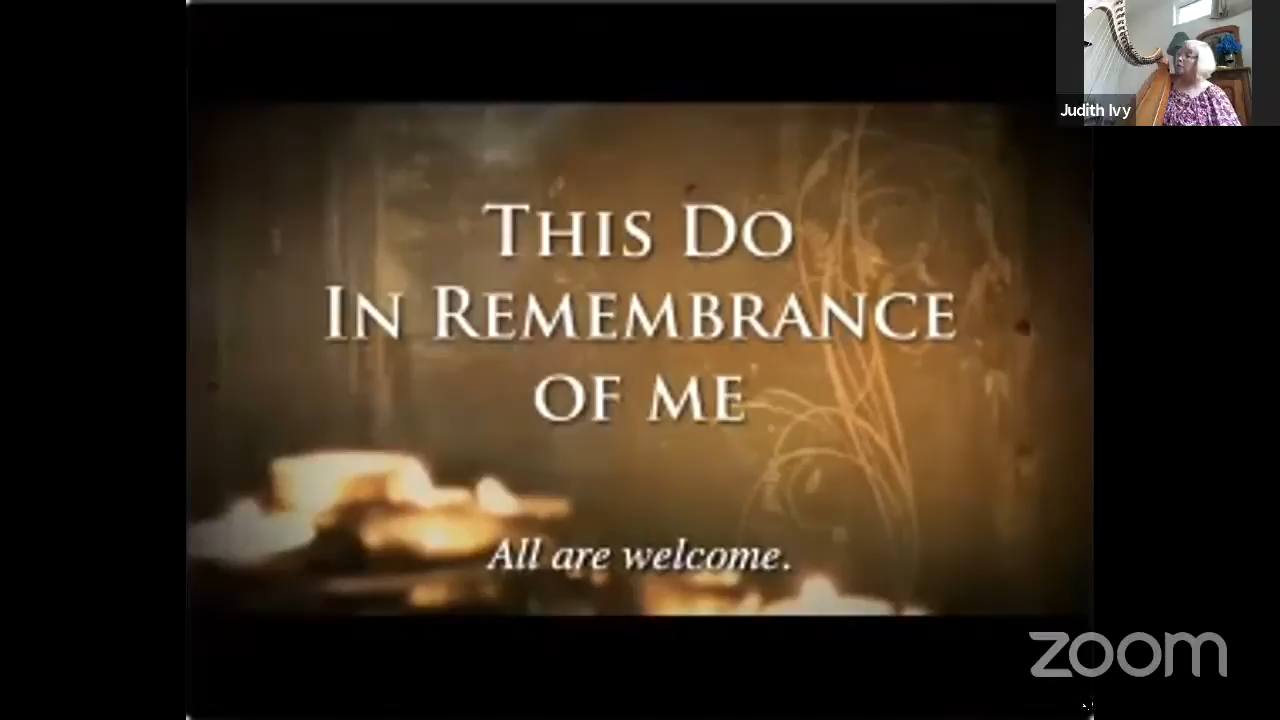 Judith Ivy
THIS DO
IN REMEMBRANCE
OF ME
All are welcome.
zoom